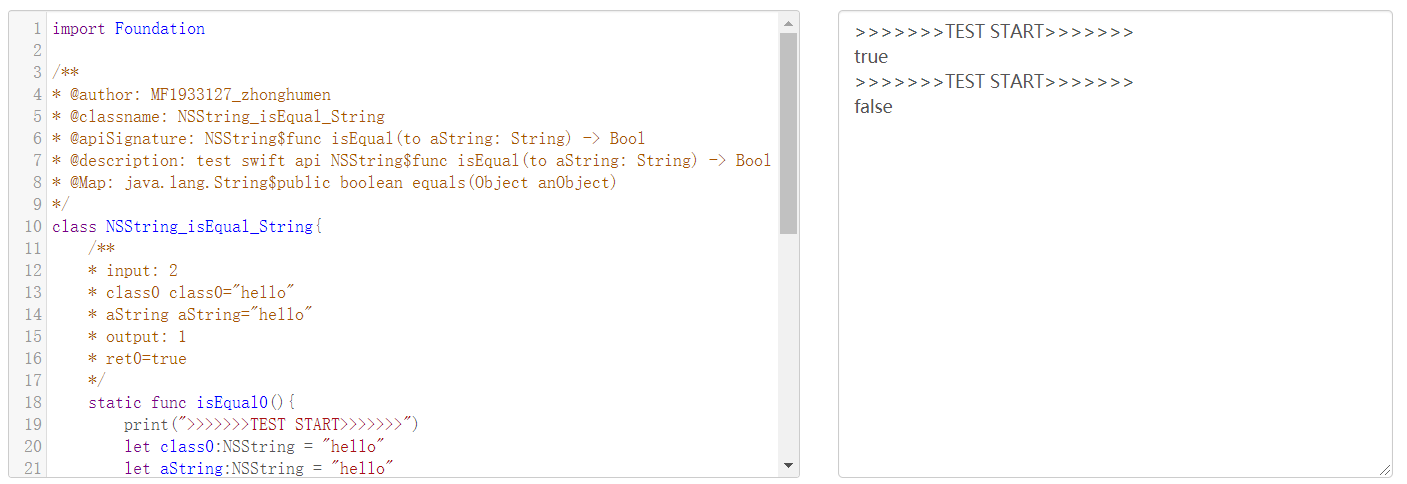 1 import Foundation
2
3 /**
4 * @author: MF1933127_zhonghumen
5 * @classname: NSString_isEqual_String
6 * @apiSignature: NSString$func isEqual(to aString: String) -> Bool
7 * @description: test swift api NSString$func isEqual(to aString: String) -> Bool
8 * @Map: java.lang.String$public boolean equals(Object anObject)
9 */
10 class NSString_isEqual_String{
11     /**
12     * input: 2
13     * class0 class0="hello"
14     * aString aString="hello"
15     * output: 1
16     * ret0=true
17     */
18     static func isEqual0(){
19         print(">>>>>>>TEST START>>>>>>>")
20         let class0:NSString = "hello"
21         let aString:NSString = "hello"
>>>>>>>TEST START>>>>>>>
true
>>>>>>>TEST START>>>>>>>
false